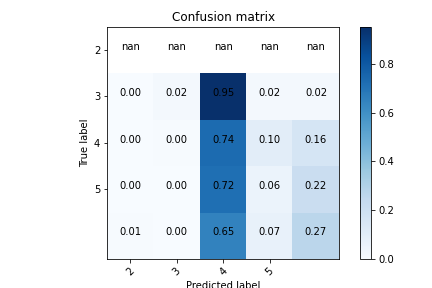 Confusion matrix
2 nan nan nan nan nan
3 0.00 0.02 0.95 0.02 0.02 0.8
4 0.00 0.00 0.74 0.10 0.16 0.6
0.4
5 0.00 0.00 0.72 0.06 0.22 0.2
0.01 0.00 0.65 0.07 0.27 0.0
2 3 4 5
True label
Predicted label